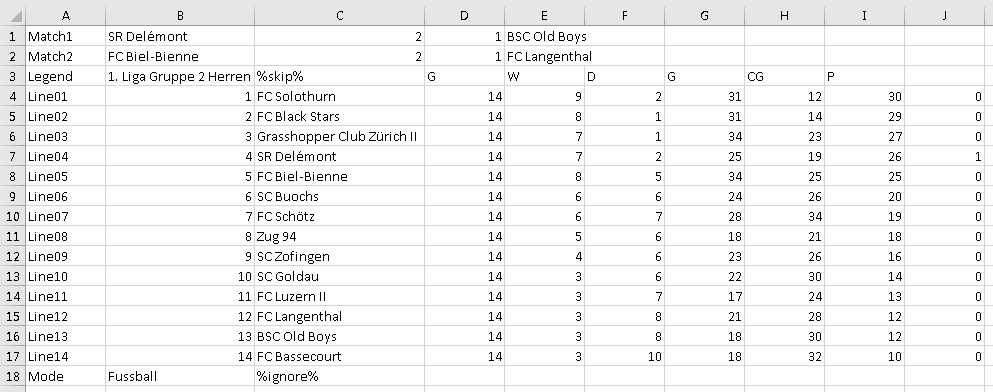 A B C D E F G H I J
1 Match1 SR Delémont 2 1 BSC Old Boys
2 Match2 FC Biel-Bienne 2 1 FC Langenthal
3 Legend 1. Liga Gruppe 2 Herren %skip% G W D G CG P
4 Line01 1 FC Solothurn 14 9 2 31 12 30 0
5 Line02 2 FC Black Stars 14 8 1 31 14 29 0
6 Line03 3 Grasshopper Club Zürich II 14 7 1 34 23 27 0
7 Line04 4 SR Delémont 14 7 2 25 19 26 1
8 Line05 5 FC Biel-Bienne 14 8 5 34 25 25 0
9 Line06 6 SC Buochs 14 6 6 24 26 20 0
10 Line07 7 FC Schötz 14 6 7 28 34 19 0
11 Line08 8 Zug 94 14 5 6 18 21 18 0
12 Line09 9 SC Zofingen 14 4 6 23 26 16 0
13 Line10 10 SC Goldau 14 3 6 22 30 14 0
14 Line11 11 FC Luzern II 14 3 7 17 24 13 0
15 Line12 12 FC Langenthal 14 3 8 21 28 12 0
16 Line13 13 BSC Old Boys 14 3 8 18 30 12 0
17 Line14 14 FC Bassecourt 14 3 10 18 32 10 0
18 Mode Fussball %ignore%